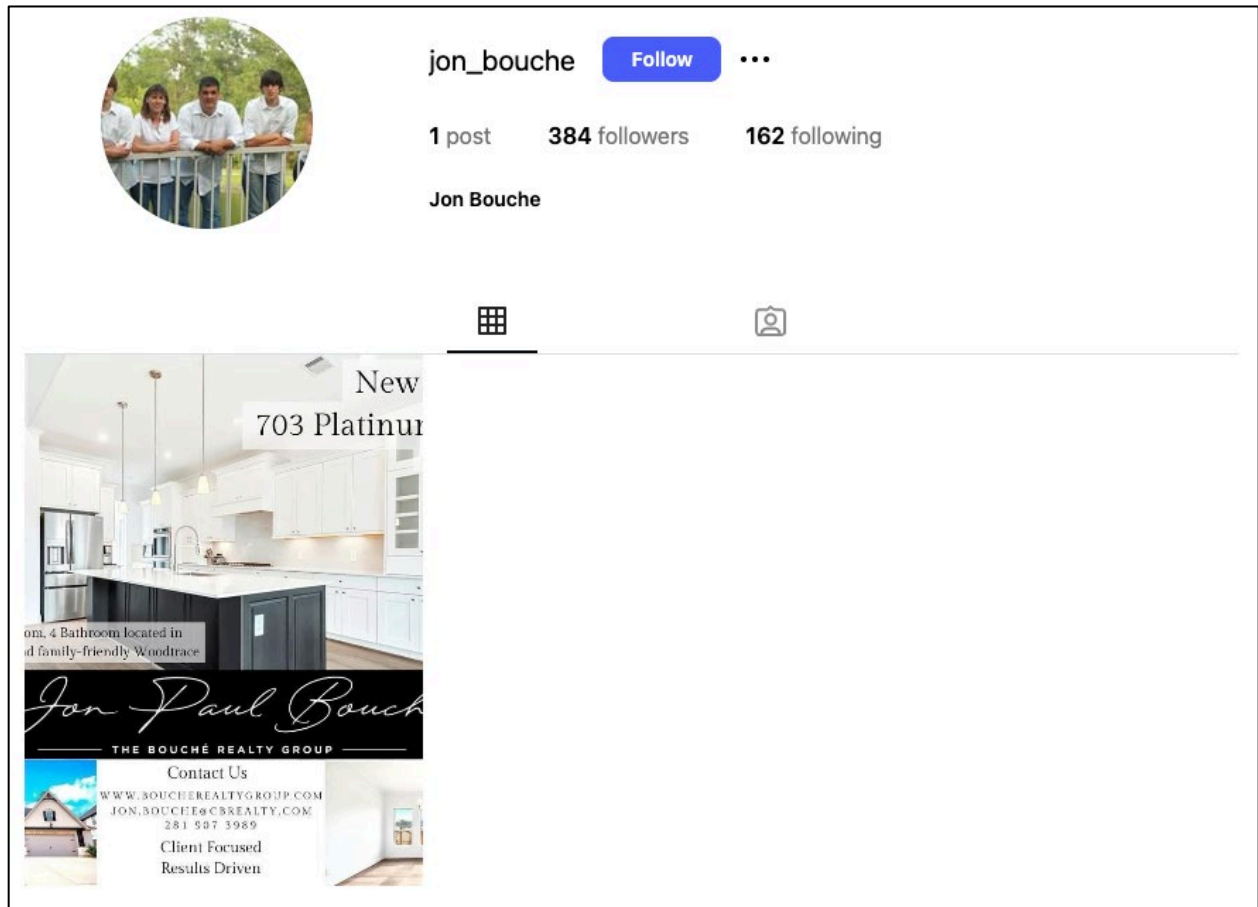 jon_bouche Follow
1 post 384 followers 162 following
Jon Bouche
New
703 Platinu
om, 4 Bathroom located in
d family-friendly Woodtrace
Jon Paul Bouch
THE BOUCHÉ REALTY GROUP
Contact Us
WWW.BOUCHEREALTYGROUP.COM
JON.BOUCHE@CBREALTY.COM
281 507 3989
Client Focused
Results Driven